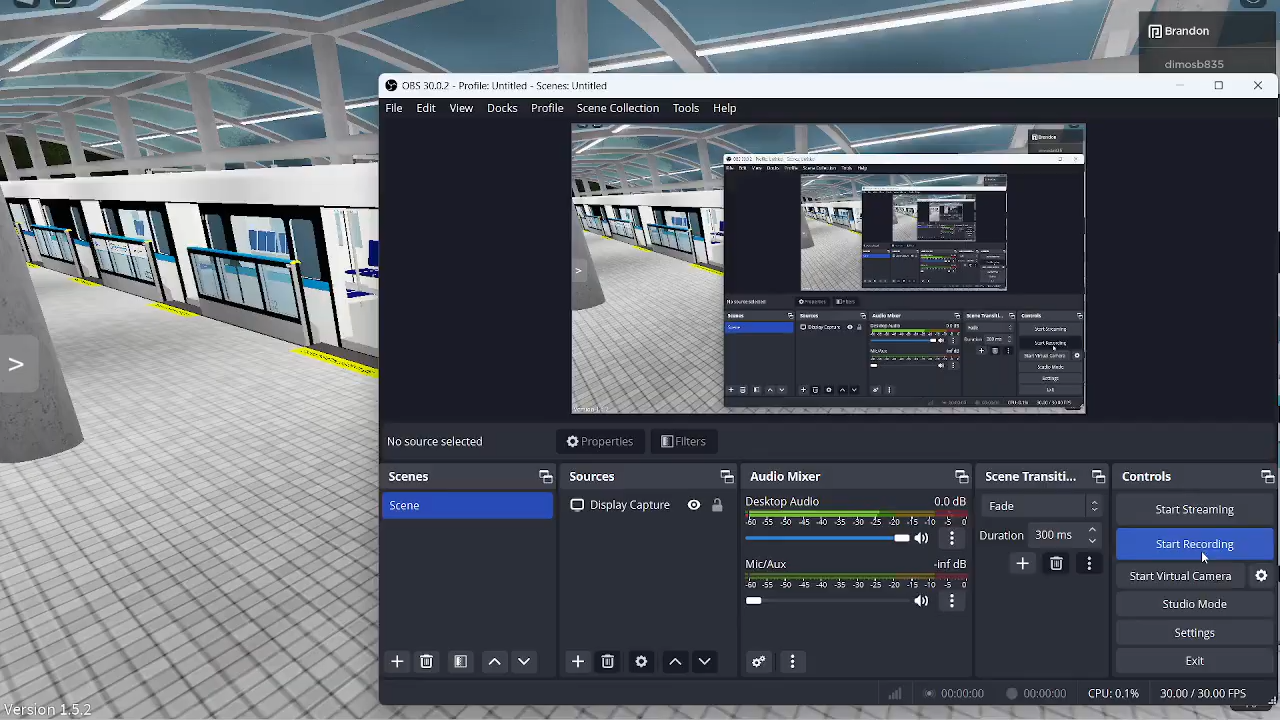 Brandon
dimosb835
OBS 30.0.2 - Profile: Untitled - Scenes: Untitled
File Edit View Docks Profile Scene Collection Tools Help
>
>
No source selected Properties Filters
Scenes Sources Audio Mixer Scene Transiti... Controls
Scene
Display Capture
Desktop Audio 0.0 dB
-60 -55 -50 -45 -40 -35 -30 -25 -20 -15 -10 -5 0
Mic/Aux -inf dB
-60 -55 -50 -45 -40 -35 -30 -25 -20 -15 -10 -5 0
Fade
Duration 300 ms
Start Streaming
Start Recording
Start Virtual Camera
Studio Mode
Settings
Exit
00:00:00 00:00:00 CPU: 0.1% 30.00 / 30.00 FPS
Version 1.5.2